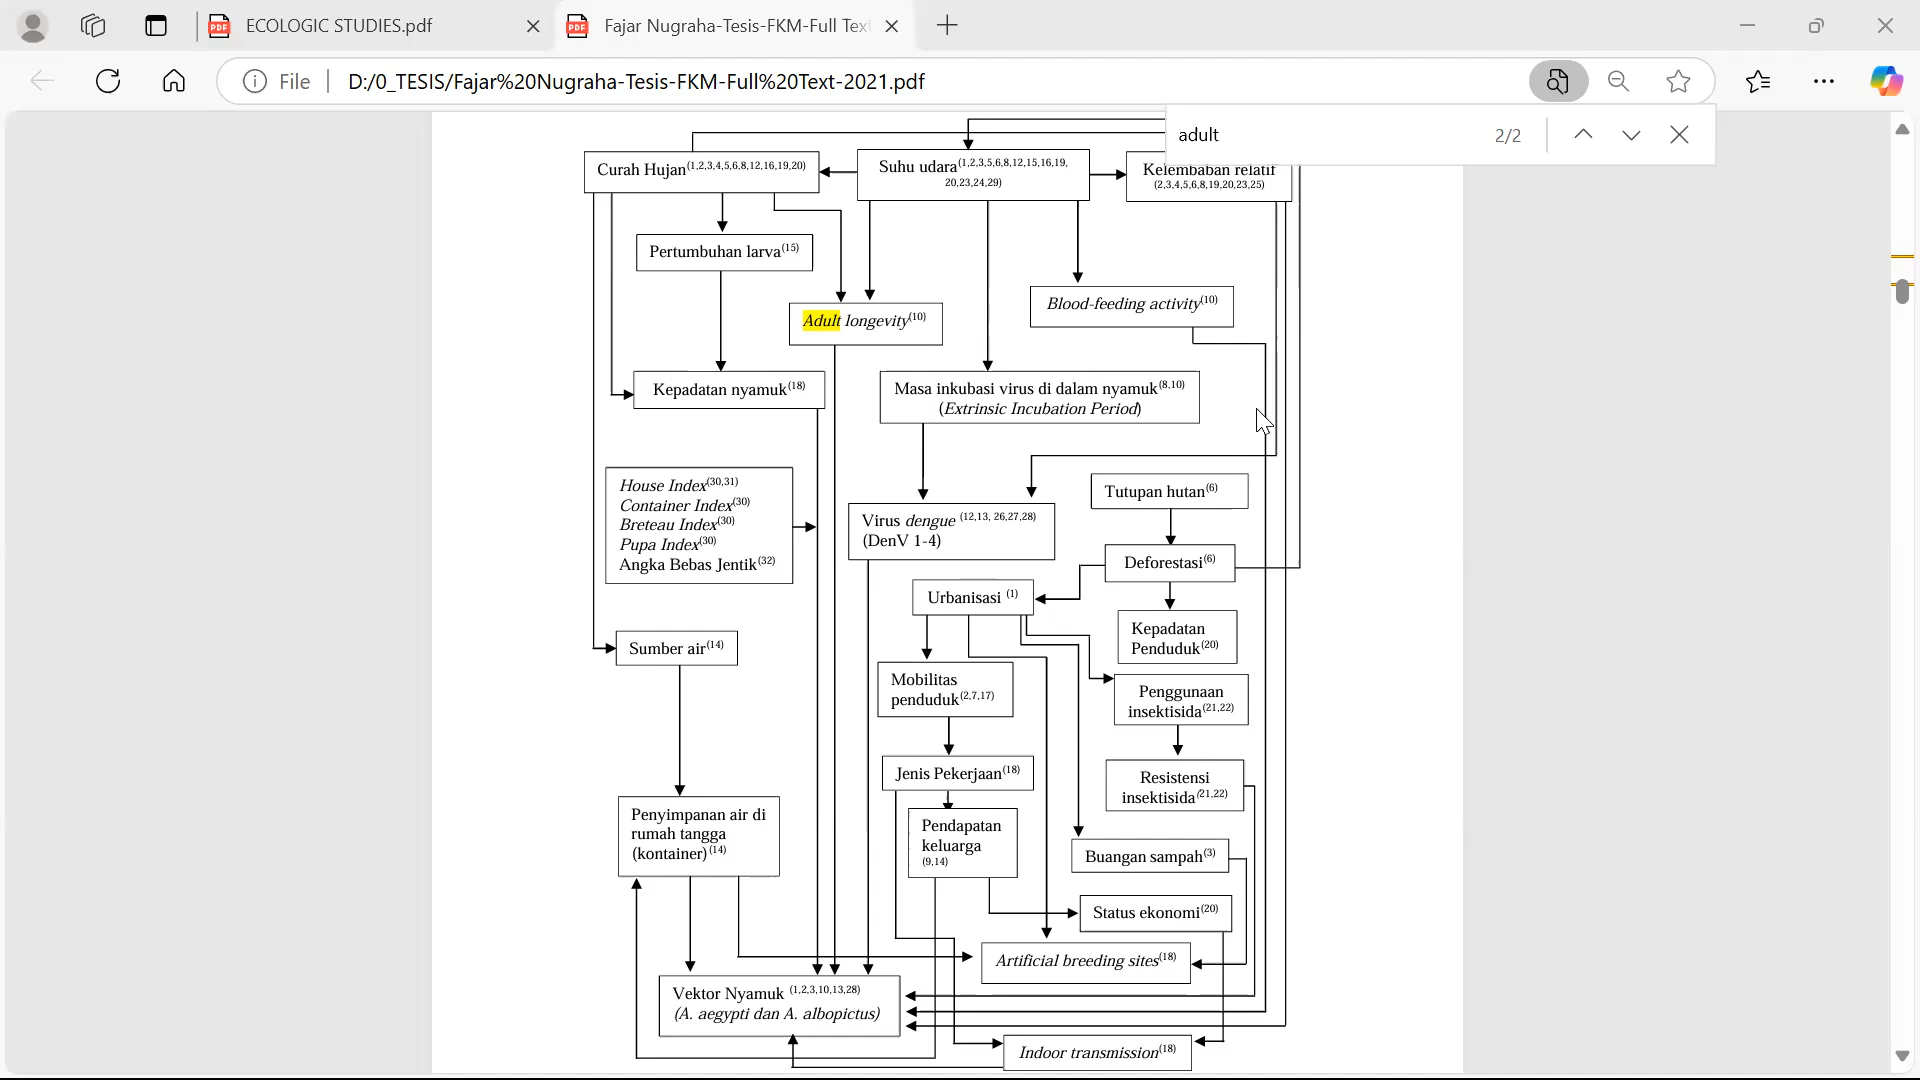 ECOLOGIC STUDIES.pdf
Fajar Nugraha-Tesis-FKM-Full Tex
File
D:/0_TESIS/Fajar%20Nugraha-Tesis-FKM-Full%20Text-2021.pdf
adult
2/2
Curah Hujan(1,2,3,4,5,6,8,12,16,19,20)
Suhu udara(1,2,3,5,6,8,12,15,16,19,
20,23,24,29)
Kelembaban relatif
(2,3,4,5,6,8,19,20,23,25)
Pertumbuhan larva(15)
Adult longevity(10)
Blood-feeding activity(10)
Kepadatan nyamuk(18)
Masa inkubasi virus di dalam nyamuk(8,10)
(Extrinsic Incubation Period)
House Index(30,31)
Container Index(30)
Breteau Index(30)
Pupa Index(30)
Angka Bebas Jentik(32)
Virus dengue (12,13, 26,27,28)
(DenV 1-4)
Tutupan hutan(6)
Deforestasi(6)
Urbanisasi (1)
Kepadatan
Penduduk(20)
Sumber air(14)
Mobilitas
penduduk(2,7,17)
Penggunaan
insektisida(21,22)
Jenis Pekerjaan(18)
Resistensi
insektisida(21,22)
Penyimpanan air di
rumah tangga
(kontainer)(14)
Pendapatan
keluarga
(9,14)
Buangan sampah(3)
Status ekonomi(20)
Artificial breeding sites(18)
Vektor Nyamuk (1,2,3,10,13,28)
(A. aegypti dan A. albopictus)
Indoor transmission(18)